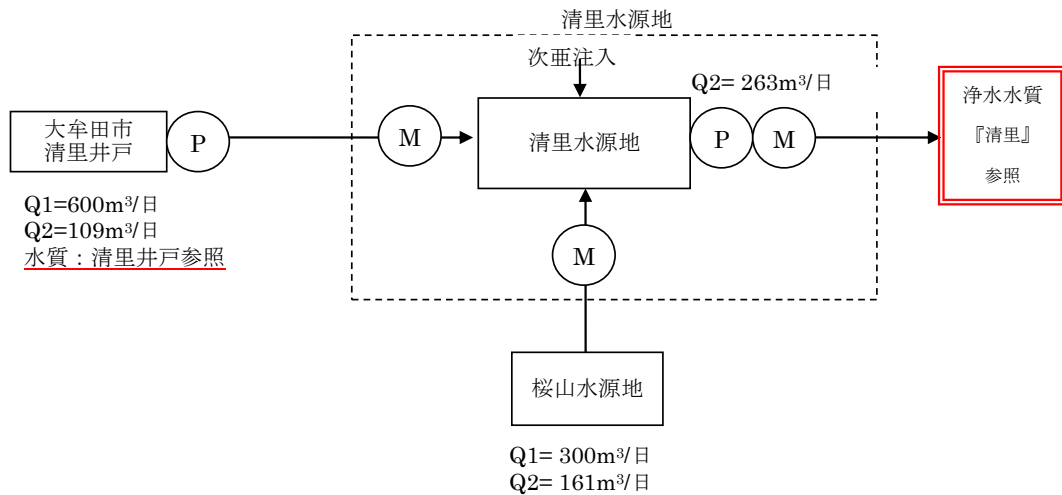 清里水源地
次亜注入
Q2= 263m³/日
大牟田市
清里井戸
P
M
清里水源地
P
M
浄水水質
『清里』
参照
Q1=600m³/日
Q2=109m³/日
水質：清里井戸参照
M
桜山水源地
Q1= 300m³/日
Q2= 161m³/日